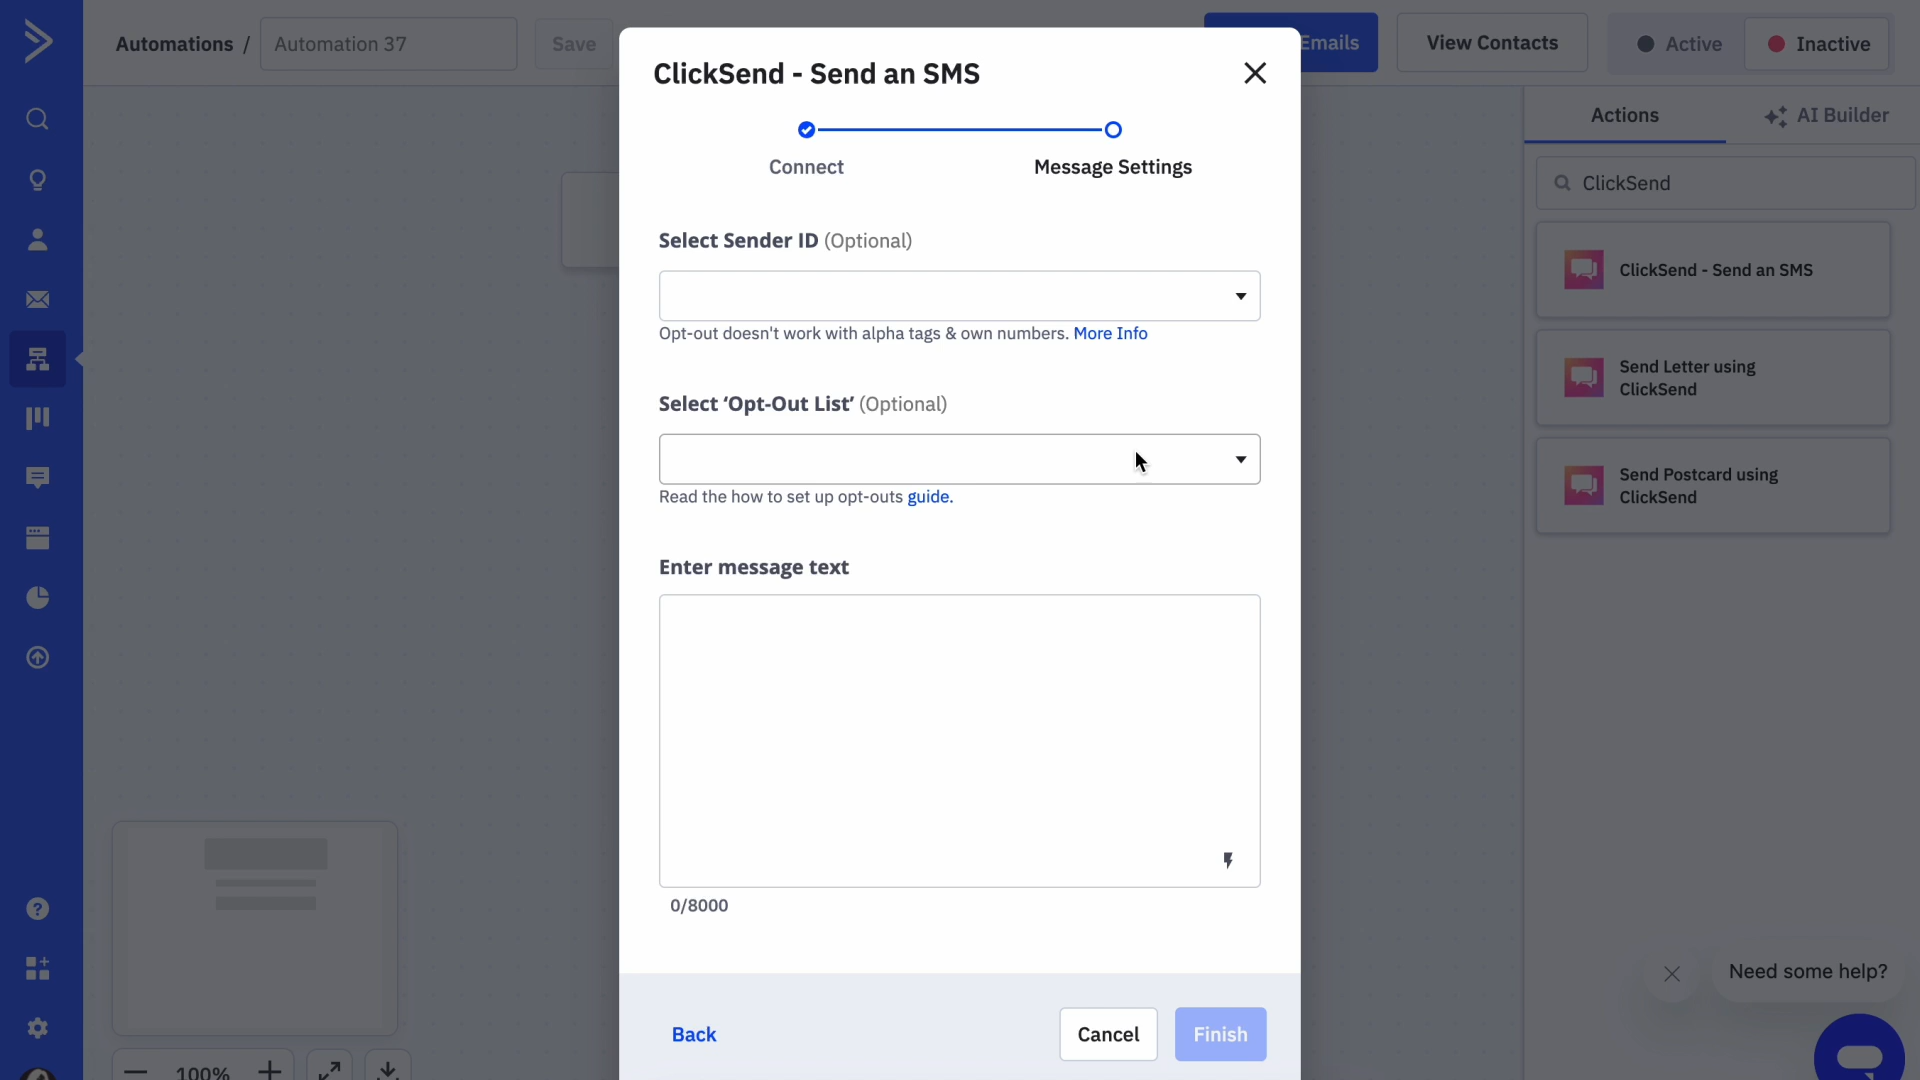 Automations / Automation 37
Save
Emails
View Contacts
Active
Inactive
ClickSend - Send an SMS
Connect
Message Settings
Select Sender ID (Optional)
Opt-out doesn't work with alpha tags & own numbers. More Info
Select ‘Opt-Out List’ (Optional)
Read the how to set up opt-outs guide.
Enter message text
0/8000
Back
Cancel
Finish
Actions
AI Builder
ClickSend
ClickSend - Send an SMS
Send Letter using
ClickSend
Send Postcard using
ClickSend
Need some help?
100%